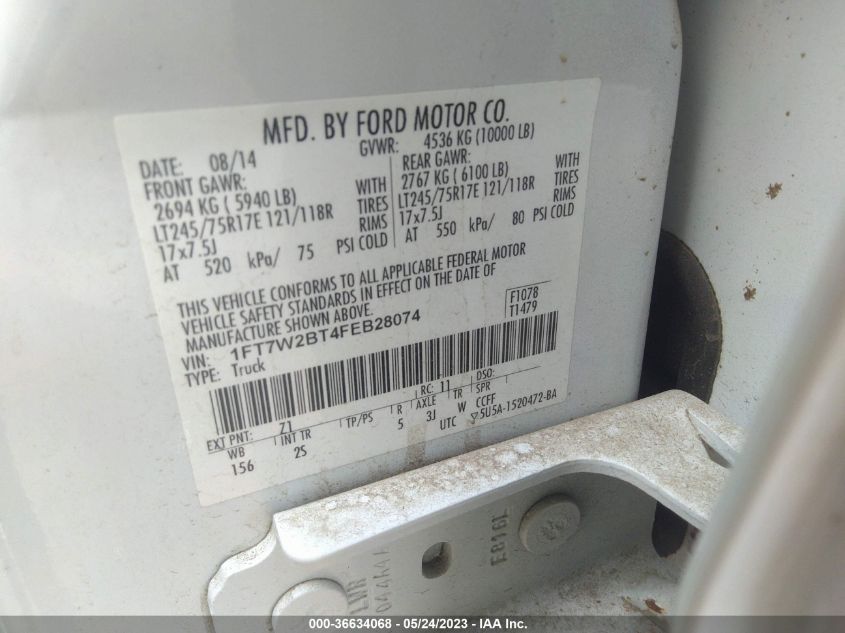 MFD. BY FORD MOTOR CO.
DATE: 08/14 GVWR: 4536 KG (10000 LB)
FRONT GAWR: REAR GAWR:
2694 KG ( 5940 LB) WITH 2767 KG ( 6100 LB) WITH
LT245/75R17E 121/118R TIRES LT245/75R17E 121/118R TIRES
17x7.5J RIMS 17x7.5J RIMS
AT 520 kPa/ 75 PSI COLD AT 550 kPa/ 80 PSI COLD
THIS VEHICLE CONFORMS TO ALL APPLICABLE FEDERAL MOTOR
VEHICLE SAFETY STANDARDS IN EFFECT ON THE DATE OF
MANUFACTURE SHOWN ABOVE.
VIN: 1FT7W2BT4FEB28074
TYPE: Truck
F1078
T1479
EXT PNT: Z1 RC: 11 DSO:
WB INT TR TP/PS R AXLE TR SPR
156 2S 5 3J W CCFF
UTC ▽5U5A-1520472-BA
E816L
LWR
044A4A
000-36634068 - 05/24/2023 - © IAA Inc.